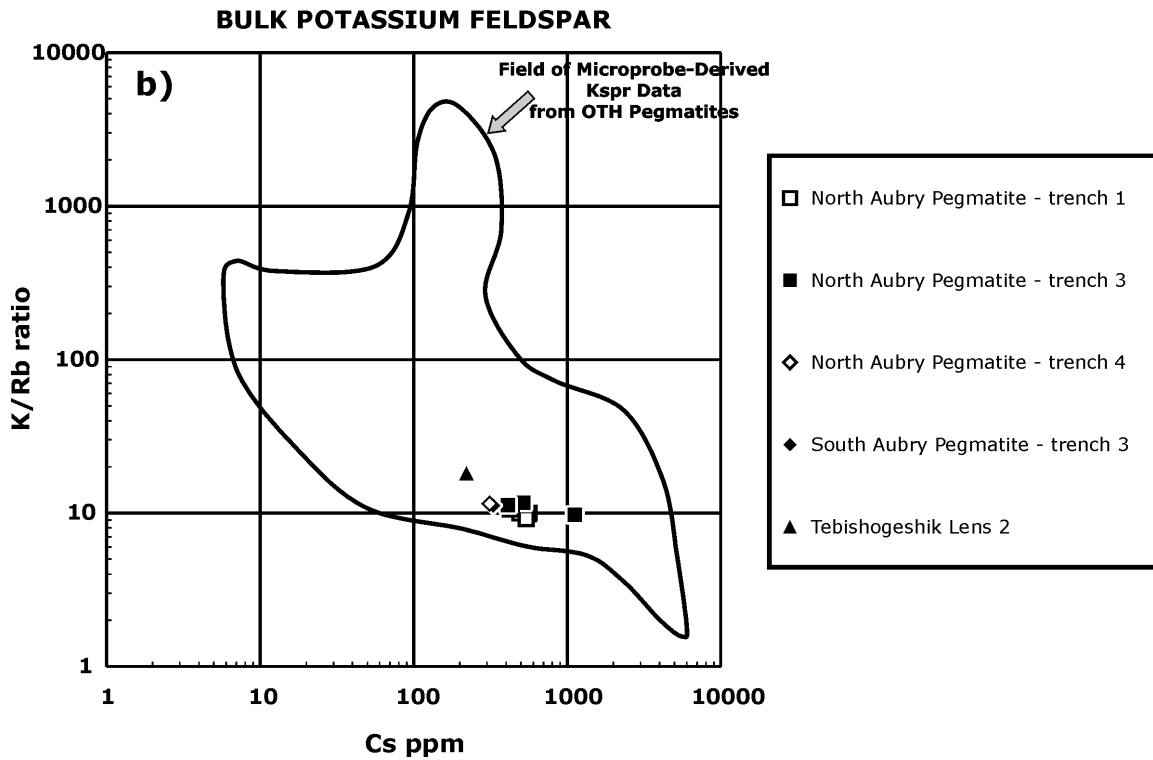 BULK POTASSIUM FELDSPAR
10000
b)
Field of Microprobe-Derived
Kspr Data
from OTH Pegmatites
1000
100
10
1
K/Rb ratio
1
10
100
1000
10000
Cs ppm
North Aubry Pegmatite - trench 1
North Aubry Pegmatite - trench 3
North Aubry Pegmatite - trench 4
South Aubry Pegmatite - trench 3
Tebishogeshik Lens 2